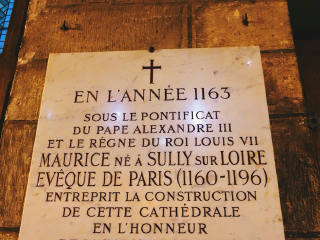 EN L'ANNÉE 1163
SOUS LE PONTIFICAT
DU PAPE ALEXANDRE III
ET LE RÈGNE DU ROI LOUIS VII
MAURICE NÉ À SULLY SUR LOIRE
EVÊQUE DE PARIS (1160-1196)
ENTREPRIT LA CONSTRUCTION
DE CETTE CATHÉDRALE
EN L'HONNEUR